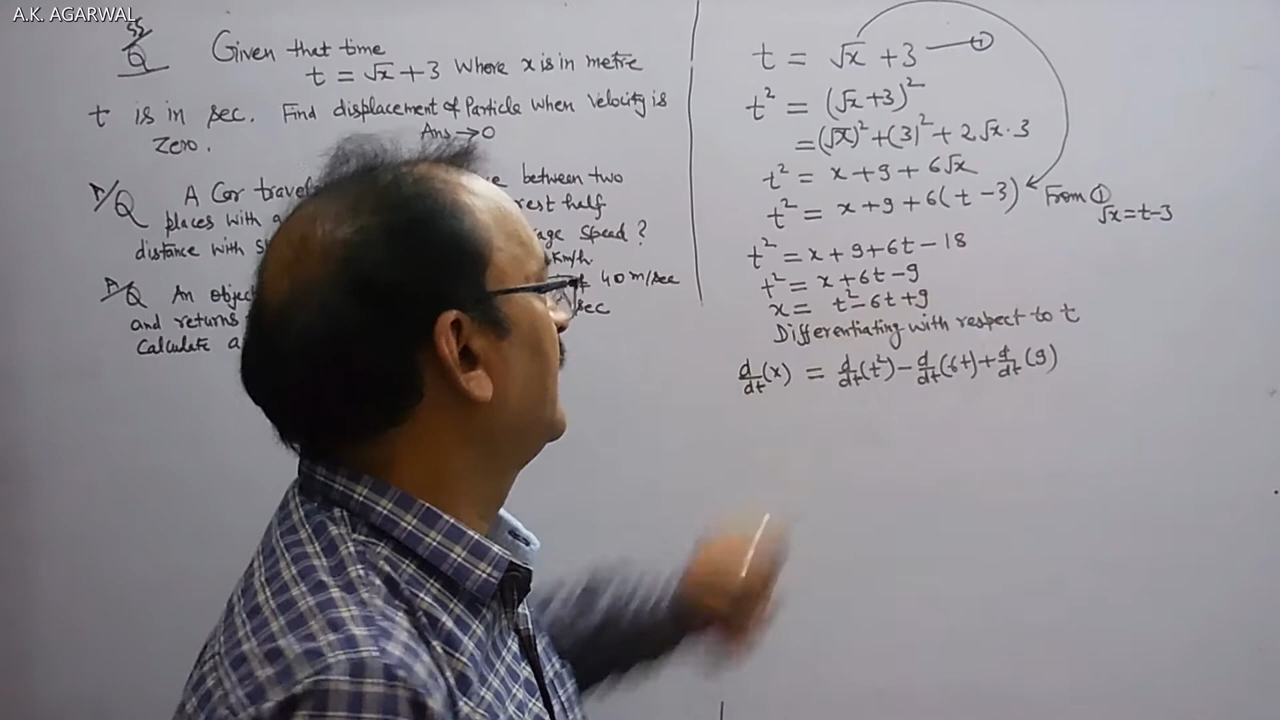 A.K. AGARWAL
55
Q Given that time
t = √x + 3 Where x is in metre
t is in sec. Find displacement of Particle when Velocity is
Zero.
Ans → 0
Q A Car between two
places with half
distance with Speed?
Km/h.
Q An 40 m/sec
and returns sec
Calculate a
t = √x + 3 — ①
t² = (√x+3)²
= (√x)² + (3)² + 2√x·3
t² = x + 9 + 6√x
t² = x + 9 + 6(t - 3) From ①
√x = t-3
t² = x + 9 + 6t - 18
t² = x + 6t - 9
x = t² - 6t + 9
Differentiating with respect to t
d/dt(x) = d/dt(t²) - d/dt(6t) + d/dt(9)